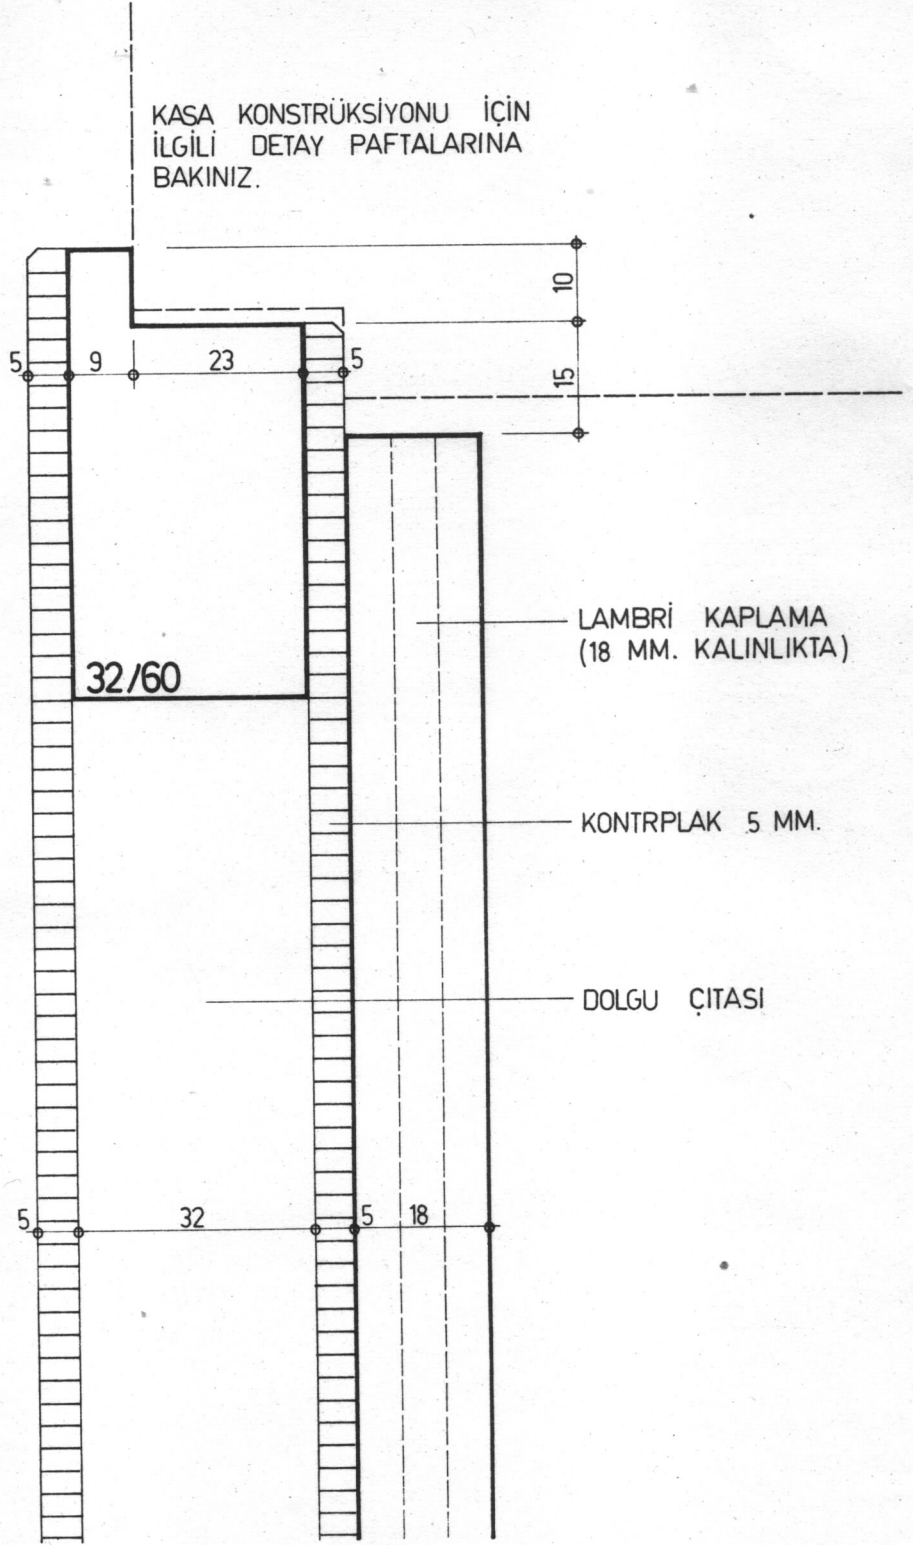 KASA KONSTRÜKSİYONU İÇİN
İLGİLİ DETAY PAFTALARINA
BAKINIZ.
10
5 9 23 5
15
LAMBRİ KAPLAMA
(18 MM. KALINLIKTA)
32/60
KONTRPLAK 5 MM.
DOLGU ÇITASI
5 32 5 18